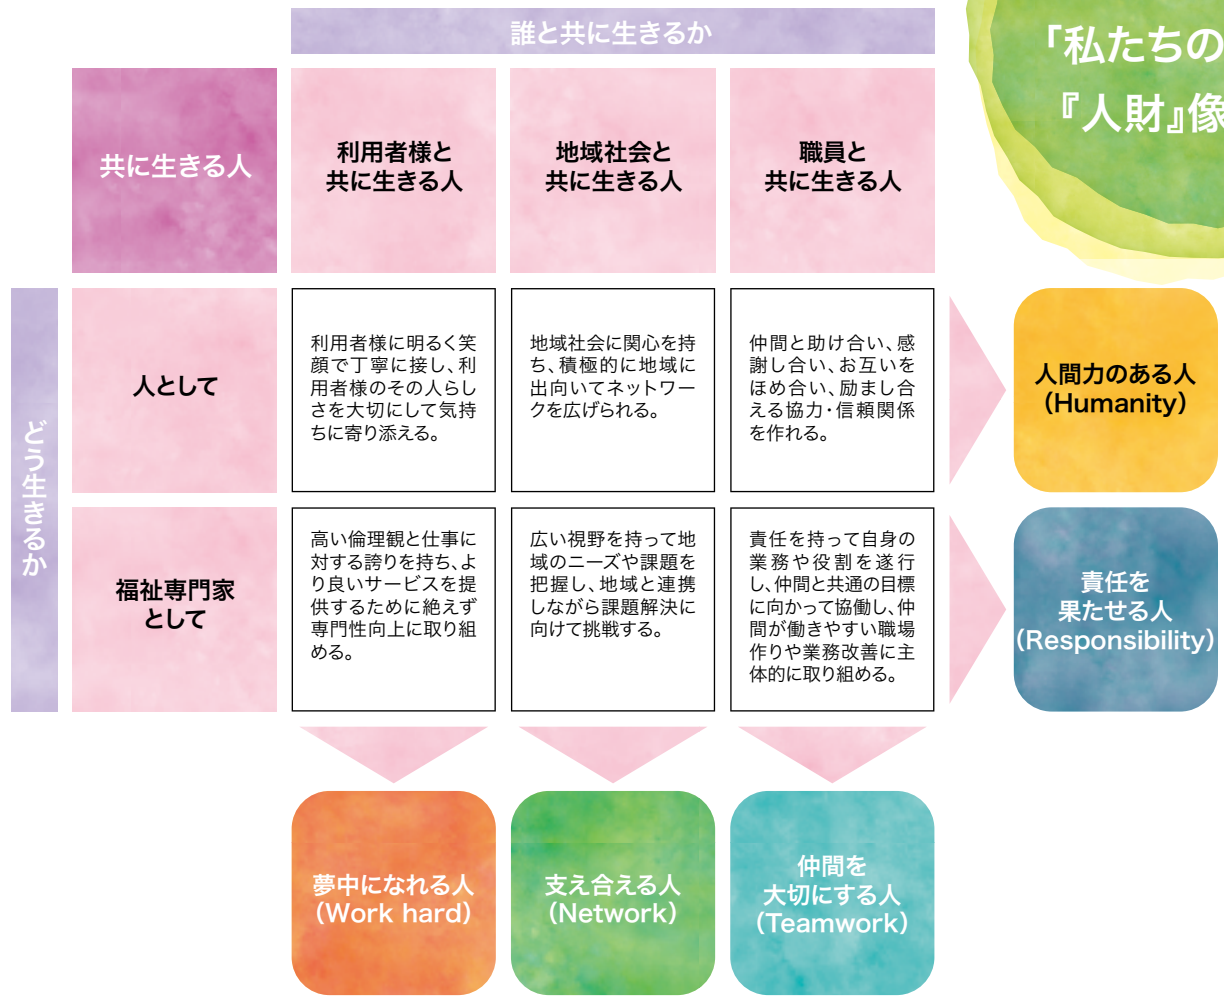 誰と共に生きるか
「私たちの
『人財』像
共に生きる人
利用者様と
共に生きる人
地域社会と
共に生きる人
職員と
共に生きる人
どう生きるか
人として
利用者様に明るく笑
顔で丁寧に接し、利
用者様のその人らし
さを大切にして気持
ちに寄り添える。
地域社会に関心を持
ち、積極的に地域に
出向いてネットワー
クを広げられる。
仲間と助け合い、感
謝し合い、お互いを
ほめ合い、励まし合
える協力・信頼関係
を作れる。
人間力のある人
（Humanity）
福祉専門家
として
高い倫理観と仕事に
対する誇りを持ち、よ
り良いサービスを提
供するために絶えず
専門性向上に取り組
める。
広い視野を持って地
域のニーズや課題を
把握し、地域と連携
しながら課題解決に
向けて挑戦する。
責任を持って自身の
業務や役割を遂行
し、仲間と共通の目標
に向かって協働し、仲
間が働きやすい職場
作りや業務改善に主
体的に取り組める。
責任を
果たせる人
（Responsibility）
夢中になれる人
（Work hard）
支え合える人
（Network）
仲間を
大切にする人
（Teamwork）